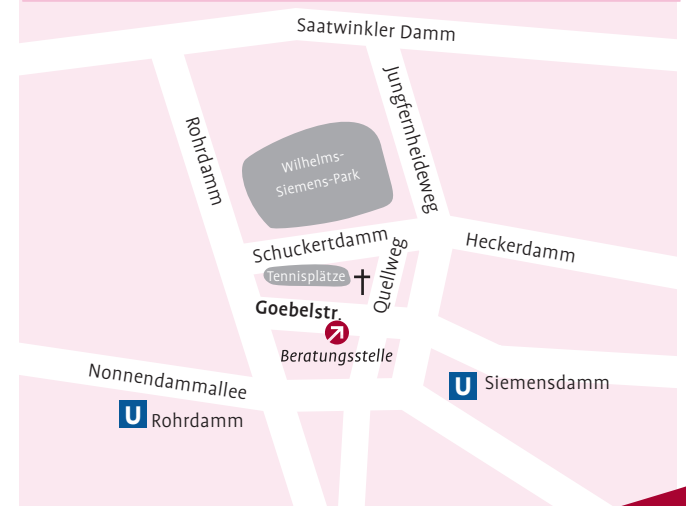 Saatwinkler Damm
Jungfernheideweg
Rohrdamm
Wilhelms-
Siemens-Park
Schuckertdamm
Heckerdamm
Quellweg
Tennisplätze
Goebelstr.
Beratungsstelle
Nonnendammallee
U Siemensdamm
U Rohrdamm